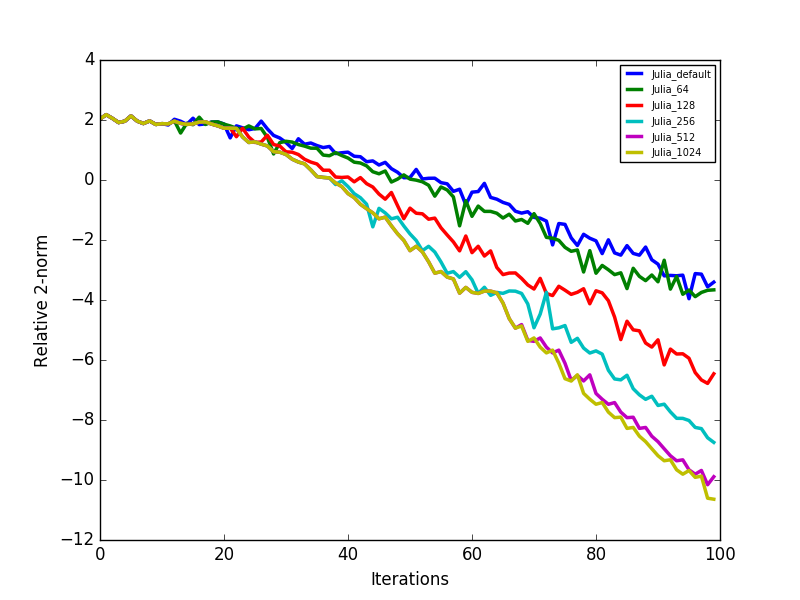 4
2
0
−2
−4
−6
−8
−10
−12
0 20 40 60 80 100
Relative 2-norm
Iterations
Julia_default
Julia_64
Julia_128
Julia_256
Julia_512
Julia_1024